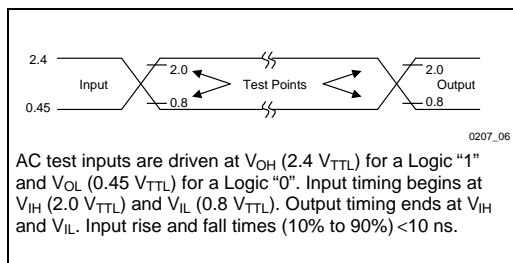 2.4
2.0 2.0
Input Test Points Output
0.8 0.8
0.45
0207_06
AC test inputs are driven at VOH (2.4 VTTL) for a Logic “1”
and VOL (0.45 VTTL) for a Logic “0”. Input timing begins at
VIH (2.0 VTTL) and VIL (0.8 VTTL). Output timing ends at VIH
and VIL. Input rise and fall times (10% to 90%) <10 ns.